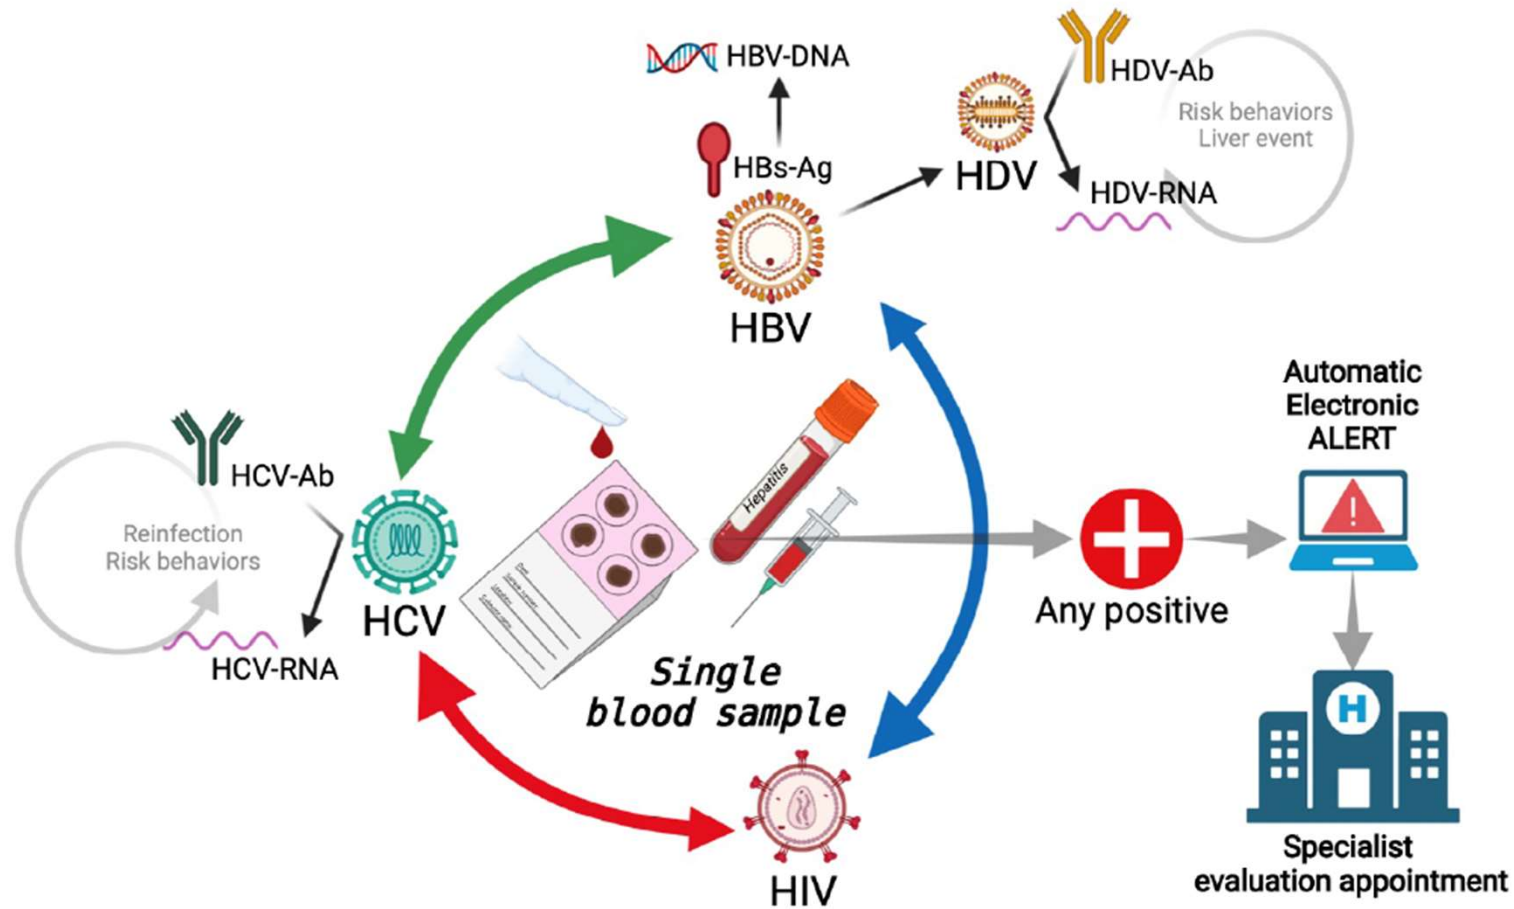 HBV-DNA
HBs-Ag
HBV
HDV-Ab
HDV
HDV-RNA
Risk behaviors
Liver event
HCV-Ab
Reinfection
Risk behaviors
HCV-RNA
HCV
Hepatitis
Single
blood sample
HIV
Any positive
Automatic
Electronic
ALERT
H
Specialist
evaluation appointment